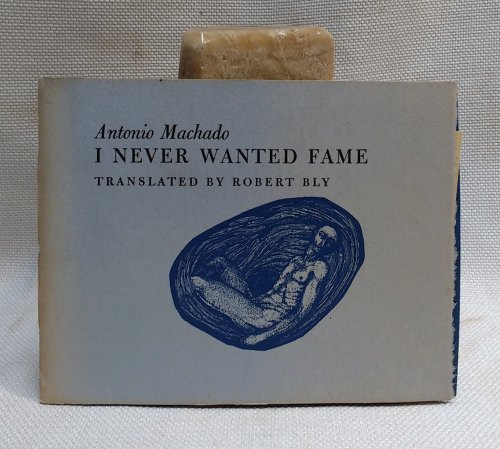 Antonio Machado
I NEVER WANTED FAME
TRANSLATED BY ROBERT BLY